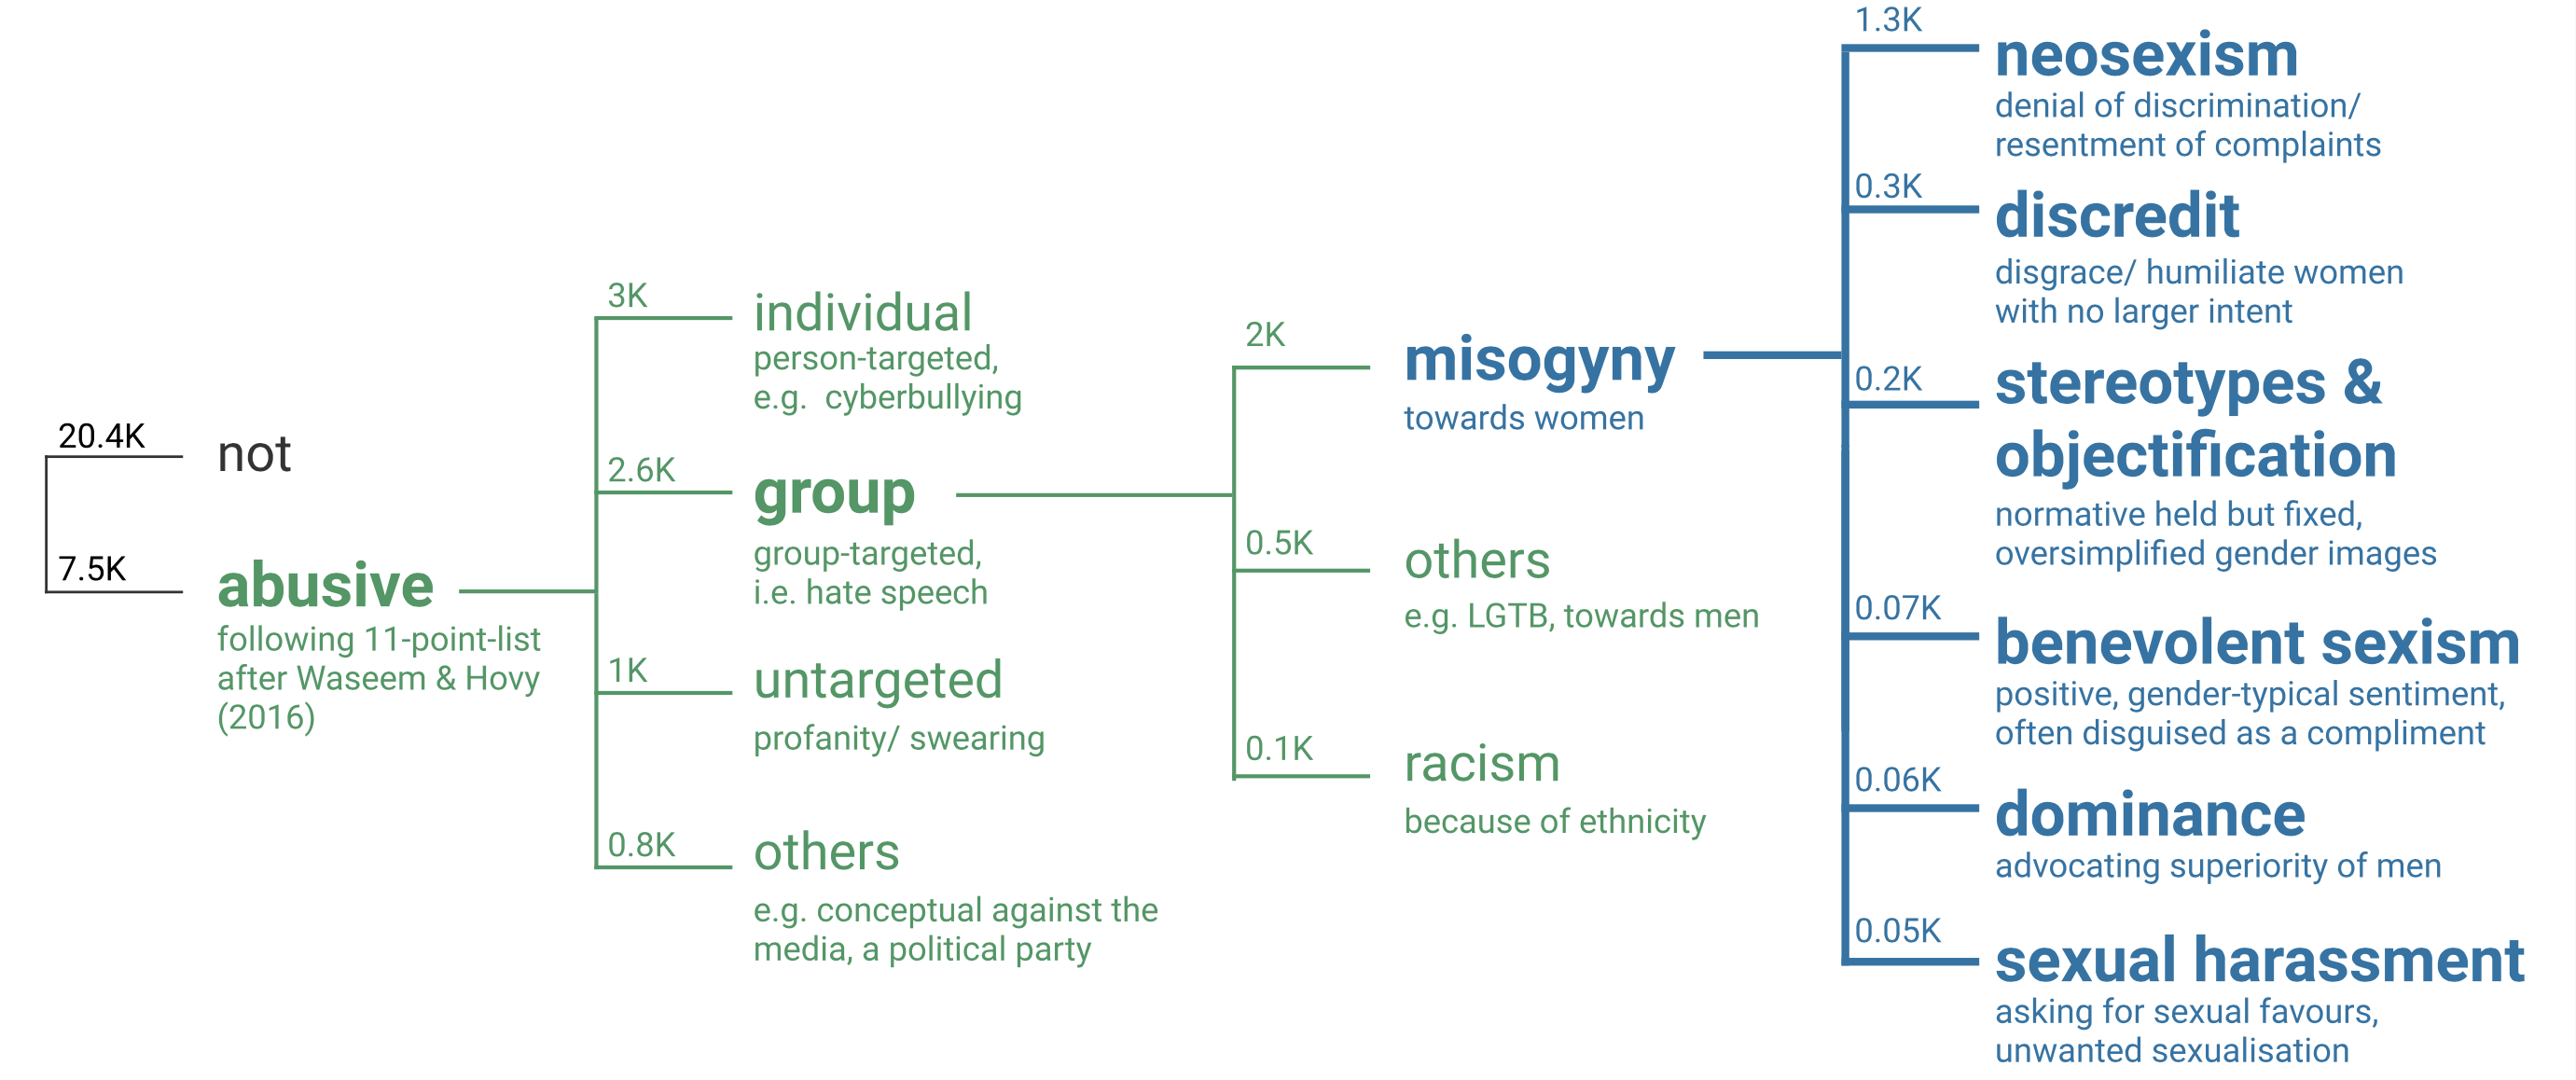 20.4K
not
7.5K
abusive
following 11-point-list
after Waseem & Hovy
(2016)
3K
individual
person-targeted,
e.g.  cyberbullying
2.6K
group
group-targeted,
i.e. hate speech
1K
untargeted
profanity/ swearing
0.8K
others
e.g. conceptual against the
media, a political party
2K
misogyny
towards women
0.5K
others
e.g. LGTB, towards men
0.1K
racism
because of ethnicity
1.3K
neosexism
denial of discrimination/
resentment of complaints
0.3K
discredit
disgrace/ humiliate women
with no larger intent
0.2K
stereotypes &
objectification
normative held but fixed,
oversimplified gender images
0.07K
benevolent sexism
positive, gender-typical sentiment,
often disguised as a compliment
0.06K
dominance
advocating superiority of men
0.05K
sexual harassment
asking for sexual favours,
unwanted sexualisation